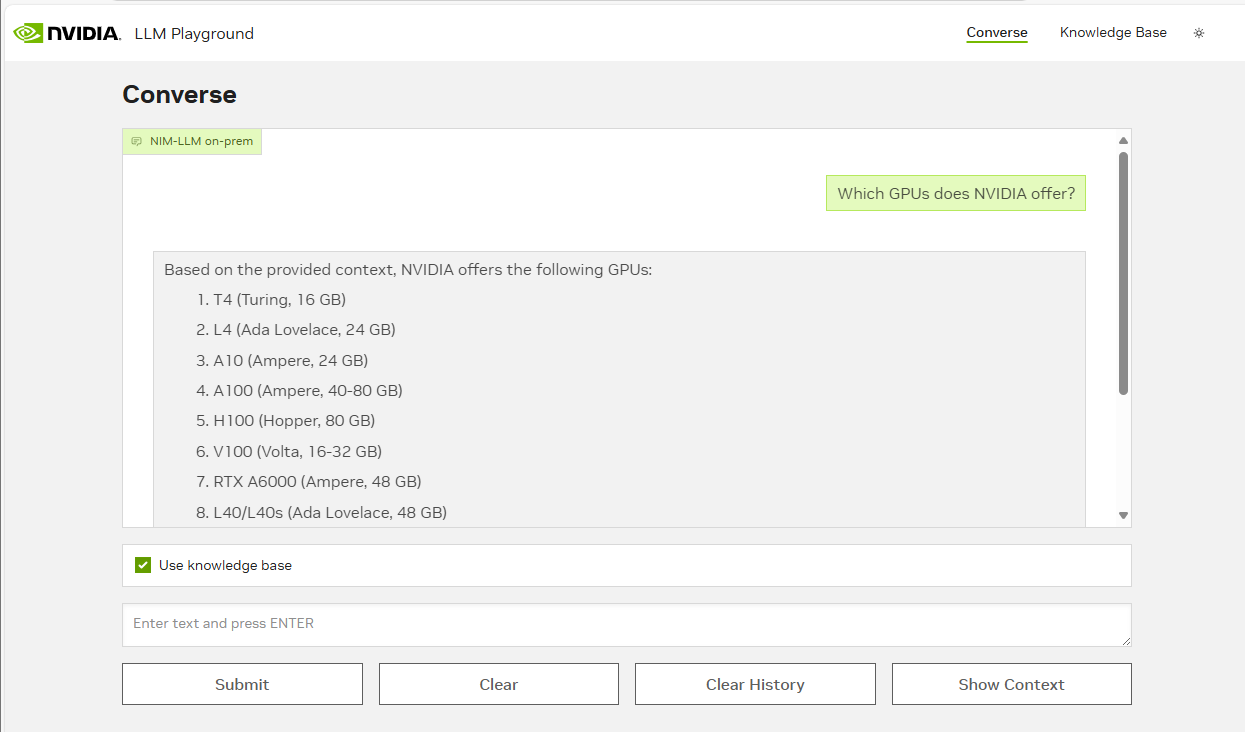 NVIDIA. LLM Playground Converse Knowledge Base
Converse
NIM-LLM on-prem
Which GPUs does NVIDIA offer?
Based on the provided context, NVIDIA offers the following GPUs:
1. T4 (Turing, 16 GB)
2. L4 (Ada Lovelace, 24 GB)
3. A10 (Ampere, 24 GB)
4. A100 (Ampere, 40-80 GB)
5. H100 (Hopper, 80 GB)
6. V100 (Volta, 16-32 GB)
7. RTX A6000 (Ampere, 48 GB)
8. L40/L40s (Ada Lovelace, 48 GB)
Use knowledge base
Enter text and press ENTER
Submit Clear Clear History Show Context